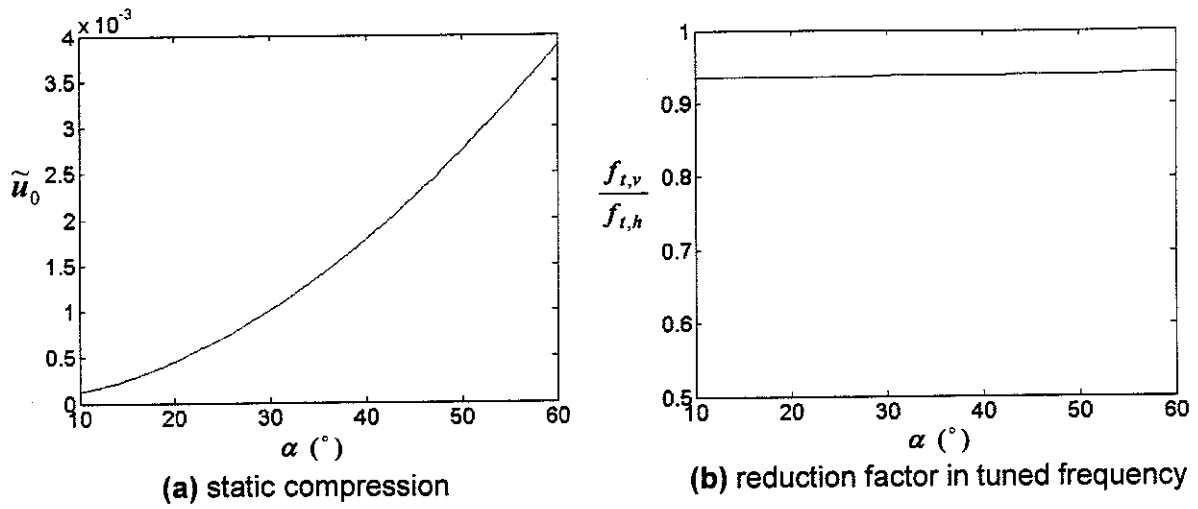 × 10⁻³
4
3.5
3
2.5
2
1.5
1
0.5
0
ũ₀
10 20 30 40 50 60
α (°)
(a) static compression
1
0.9
0.8
0.7
0.6
0.5
f_{t,v}
f_{t,h}
10 20 30 40 50 60
α (°)
(b) reduction factor in tuned frequency